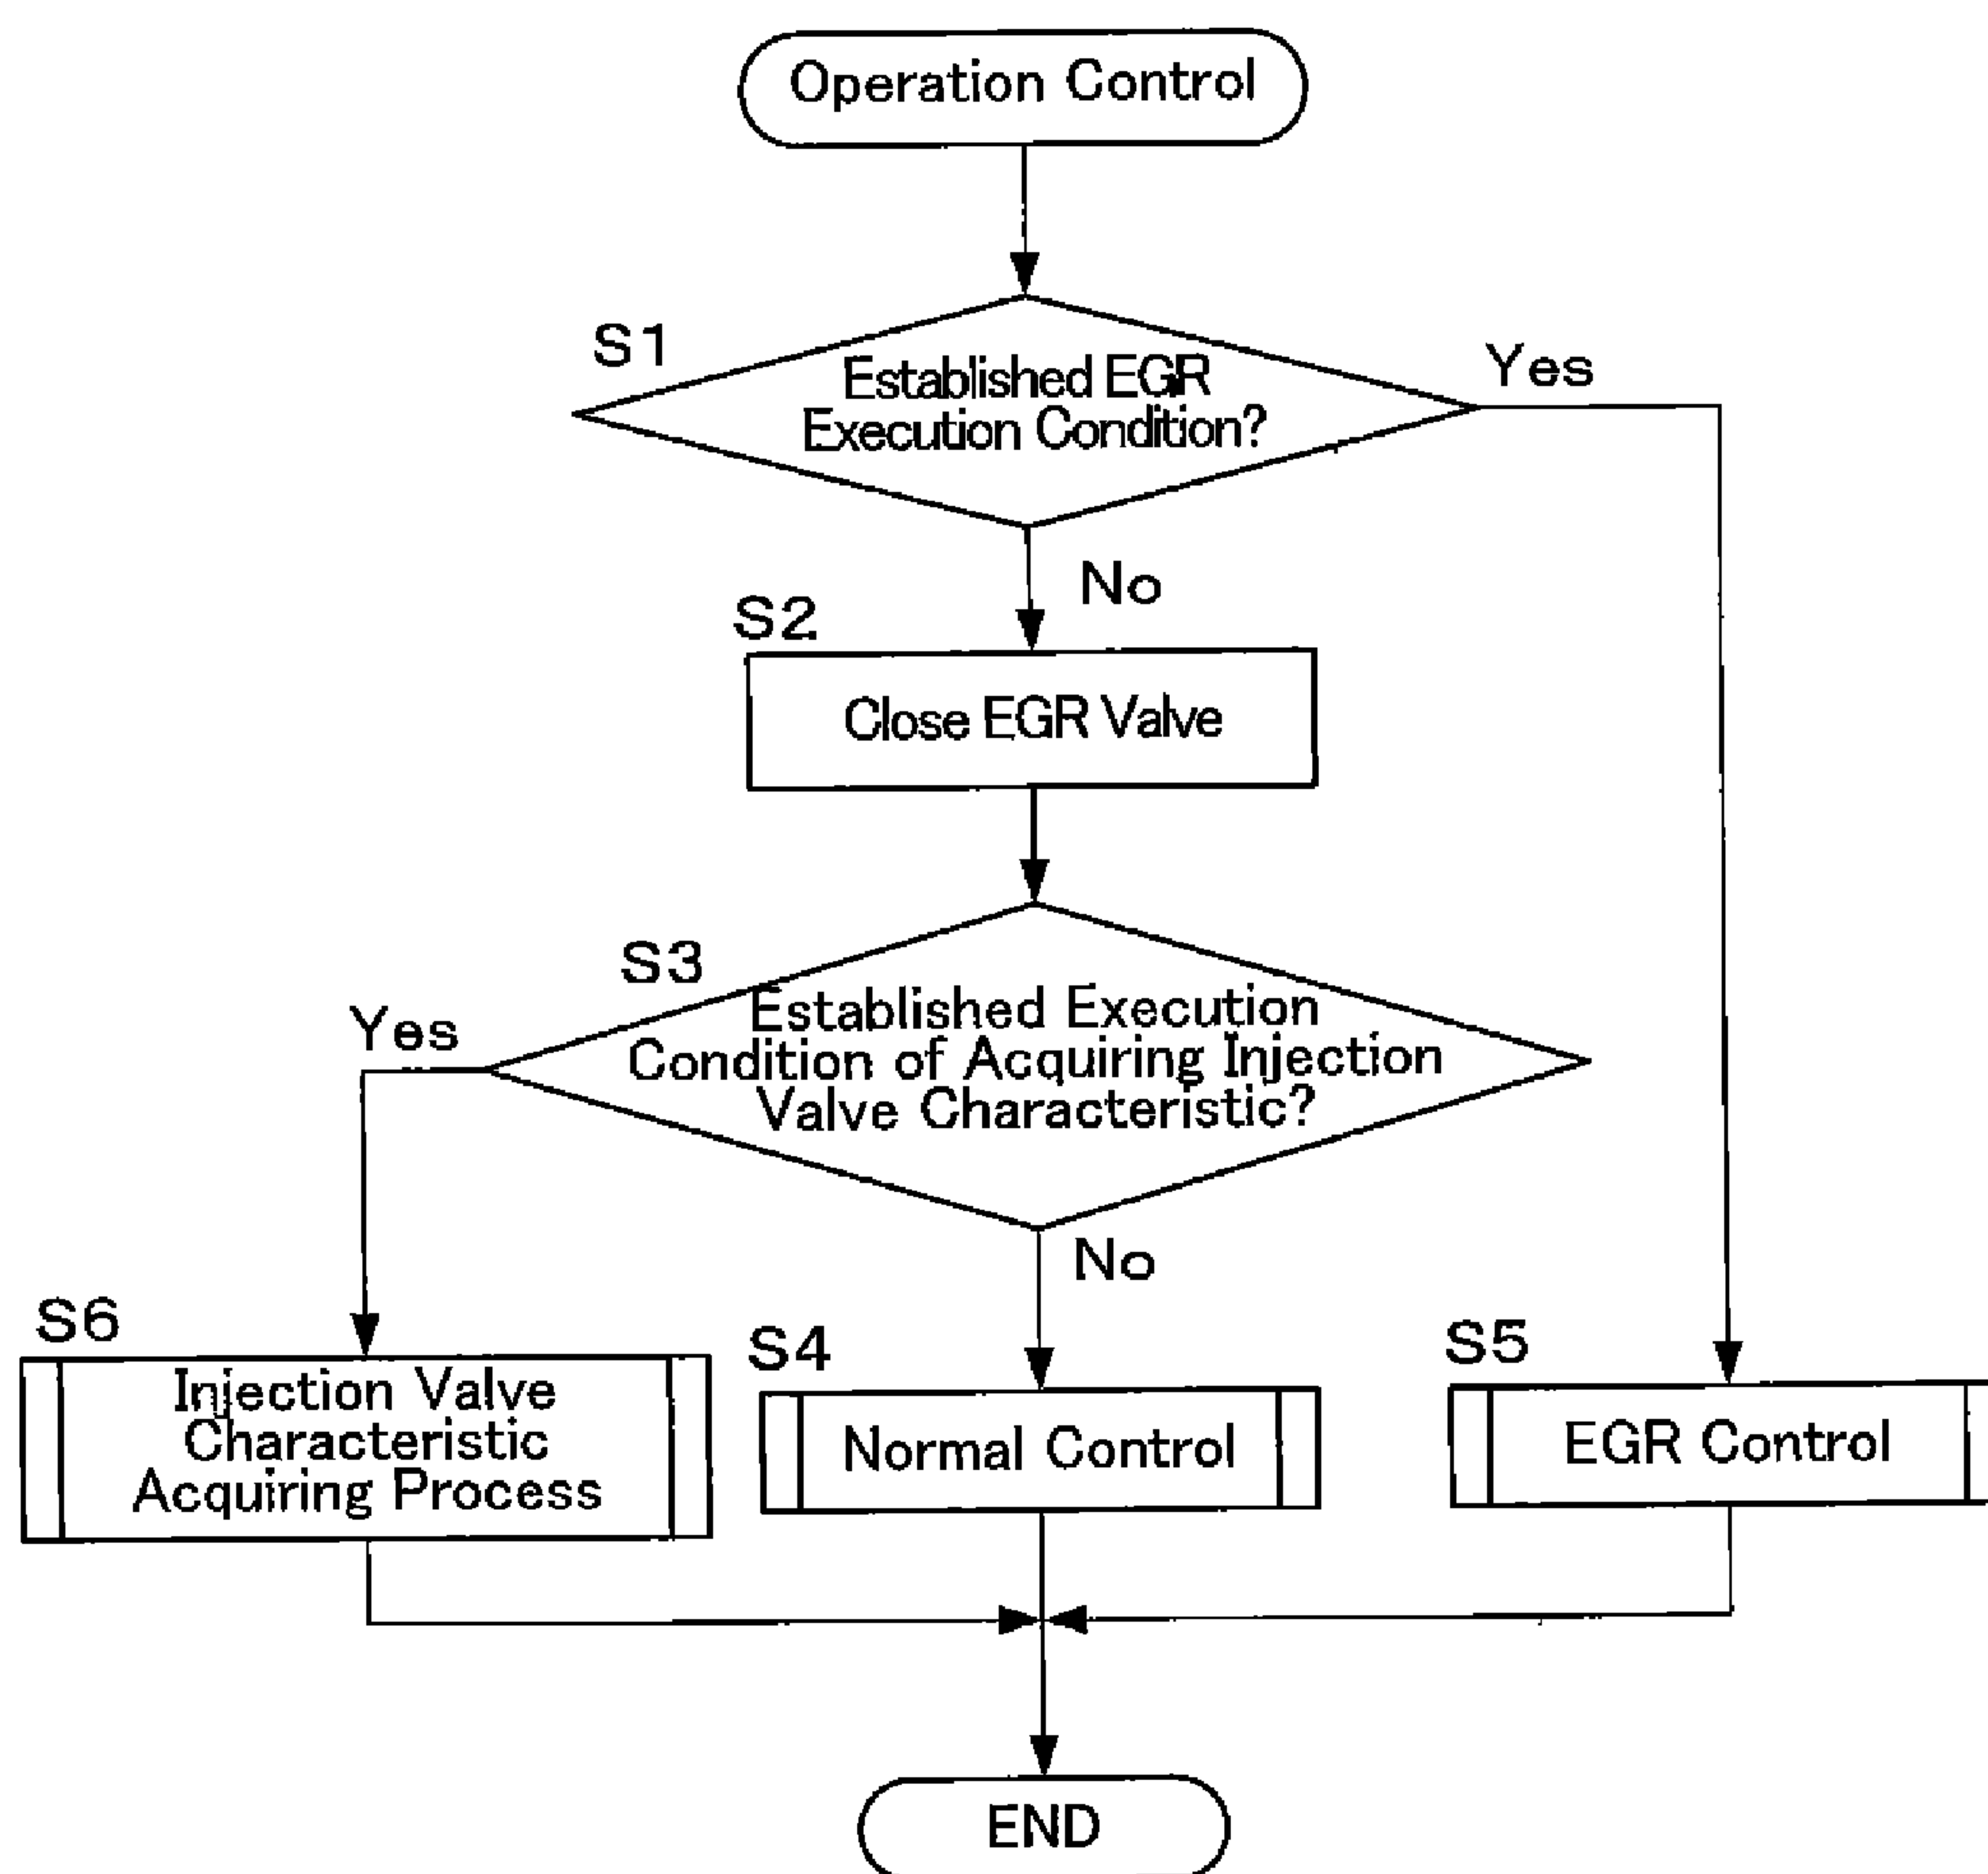 Operation Control
S1
Established EGR
Execution Condition?
Yes
No
S2
Close EGR Valve
S3
Established Execution
Condition of Acquiring Injection
Valve Characteristic?
Yes
No
S6
Injection Valve
Characteristic
Acquiring Process
S4
Normal Control
S5
EGR Control
END